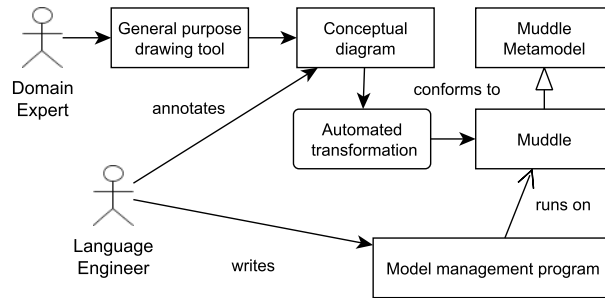 General purpose
drawing tool
Conceptual
diagram
Muddle
Metamodel
Domain
Expert
annotates
conforms to
Automated
transformation
Muddle
Language
Engineer
runs on
writes
Model management program